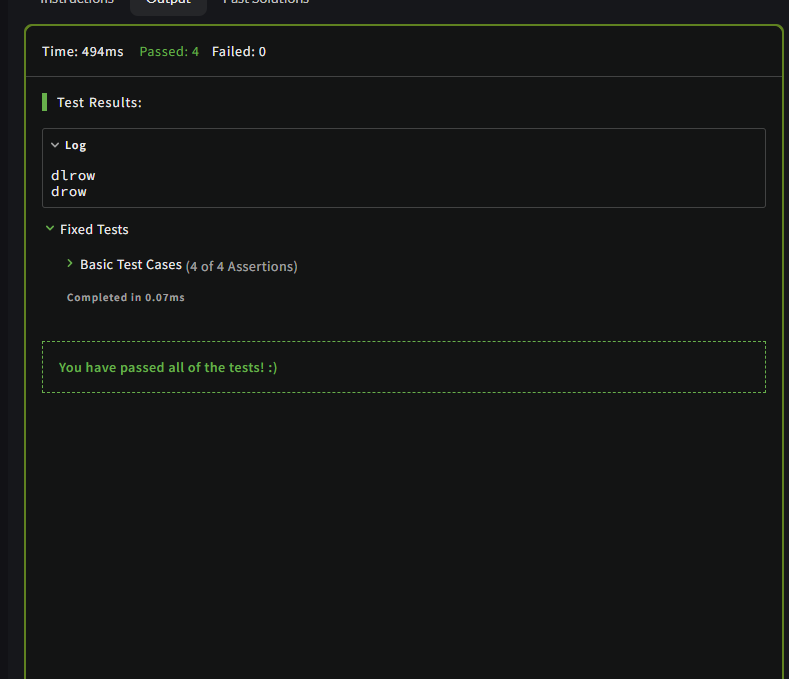 Instructions Output Past Solutions
Time: 494ms Passed: 4 Failed: 0
Test Results:
Log
dlrow
drow
Fixed Tests
Basic Test Cases (4 of 4 Assertions)
Completed in 0.07ms
You have passed all of the tests! :)